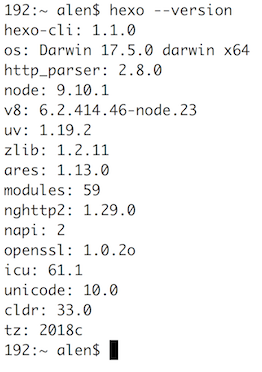 192:~ alen$ hexo --version
hexo-cli: 1.1.0
os: Darwin 17.5.0 darwin x64
http_parser: 2.8.0
node: 9.10.1
v8: 6.2.414.46-node.23
uv: 1.19.2
zlib: 1.2.11
ares: 1.13.0
modules: 59
nghttp2: 1.29.0
napi: 2
openssl: 1.0.2o
icu: 61.1
unicode: 10.0
cldr: 33.0
tz: 2018c
192:~ alen$